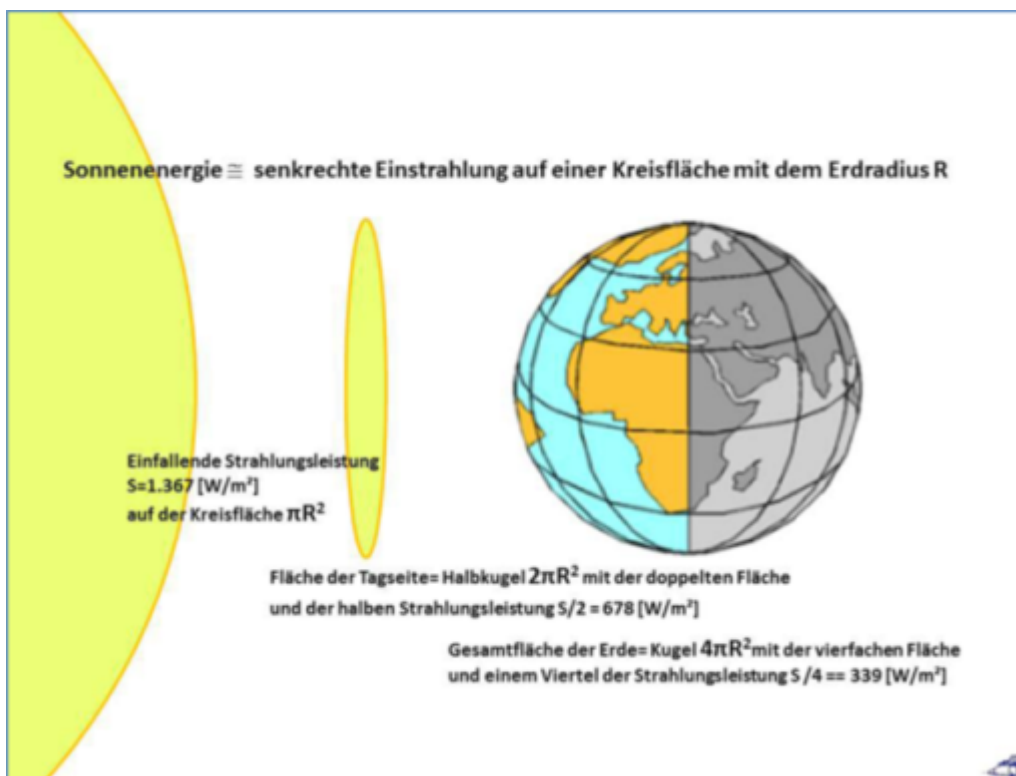 Sonnenenergie ≅ senkrechte Einstrahlung auf einer Kreisfläche mit dem Erdradius R
Einfallende Strahlungsleistung
S=1.367 [W/m²]
auf der Kreisfläche πR²
Fläche der Tagseite= Halbkugel 2πR² mit der doppelten Fläche
und der halben Strahlungsleistung S/2 = 678 [W/m²]
Gesamtfläche der Erde= Kugel 4πR² mit der vierfachen Fläche
und einem Viertel der Strahlungsleistung S /4 == 339 [W/m²]